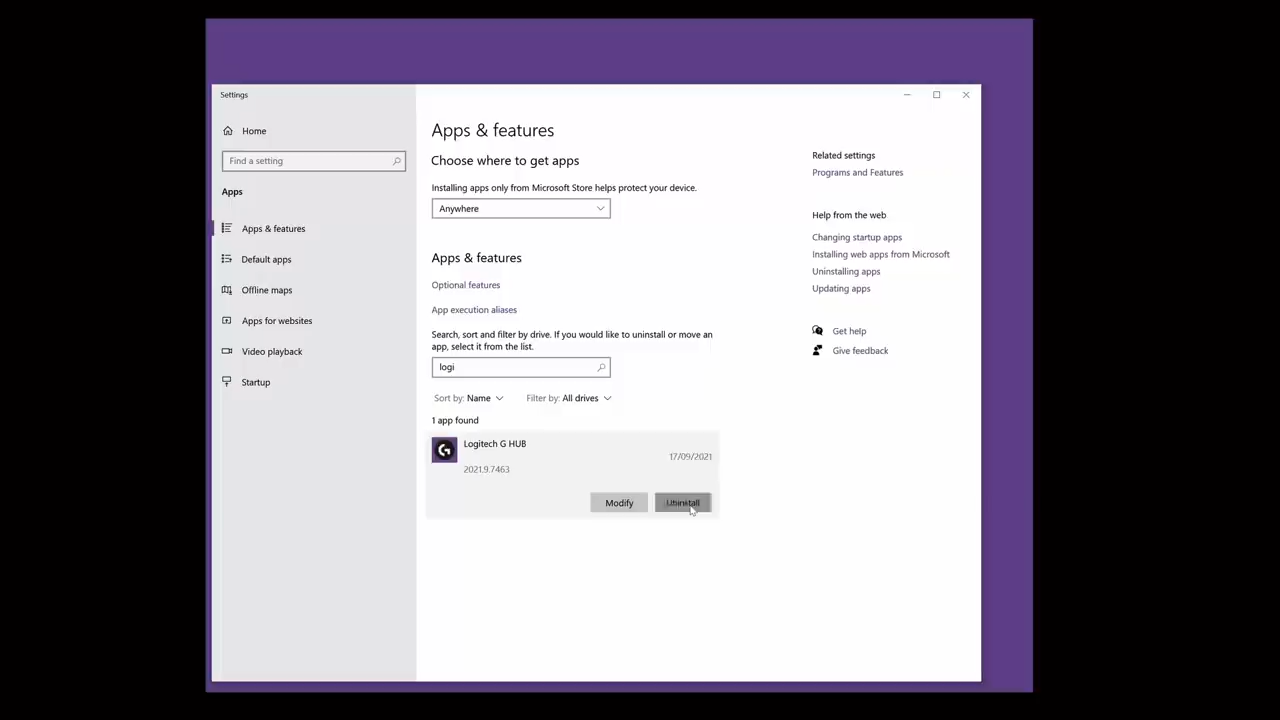 Settings
Home
Find a setting
Apps
Apps & features
Default apps
Offline maps
Apps for websites
Video playback
Startup
Apps & features
Choose where to get apps
Installing apps only from Microsoft Store helps protect your device.
Anywhere
Apps & features
Optional features
App execution aliases
Search, sort and filter by drive. If you would like to uninstall or move an
app, select it from the list.
logi
Sort by: Name
Filter by: All drives
1 app found
Logitech G HUB
17/09/2021
2021.9.7463
Modify
Uninstall
Related settings
Programs and Features
Help from the web
Changing startup apps
Installing web apps from Microsoft
Uninstalling apps
Updating apps
Get help
Give feedback